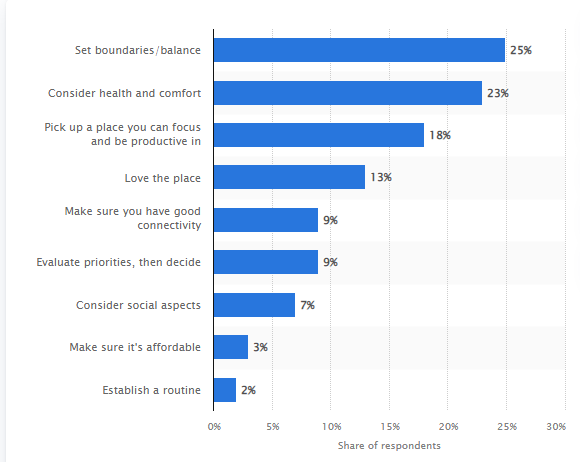 Set boundaries/balance
25%
Consider health and comfort
23%
Pick up a place you can focus
and be productive in
18%
Love the place
13%
Make sure you have good
connectivity
9%
Evaluate priorities, then decide
9%
Consider social aspects
7%
Make sure it's affordable
3%
Establish a routine
2%
0% 5% 10% 15% 20% 25% 30%
Share of respondents